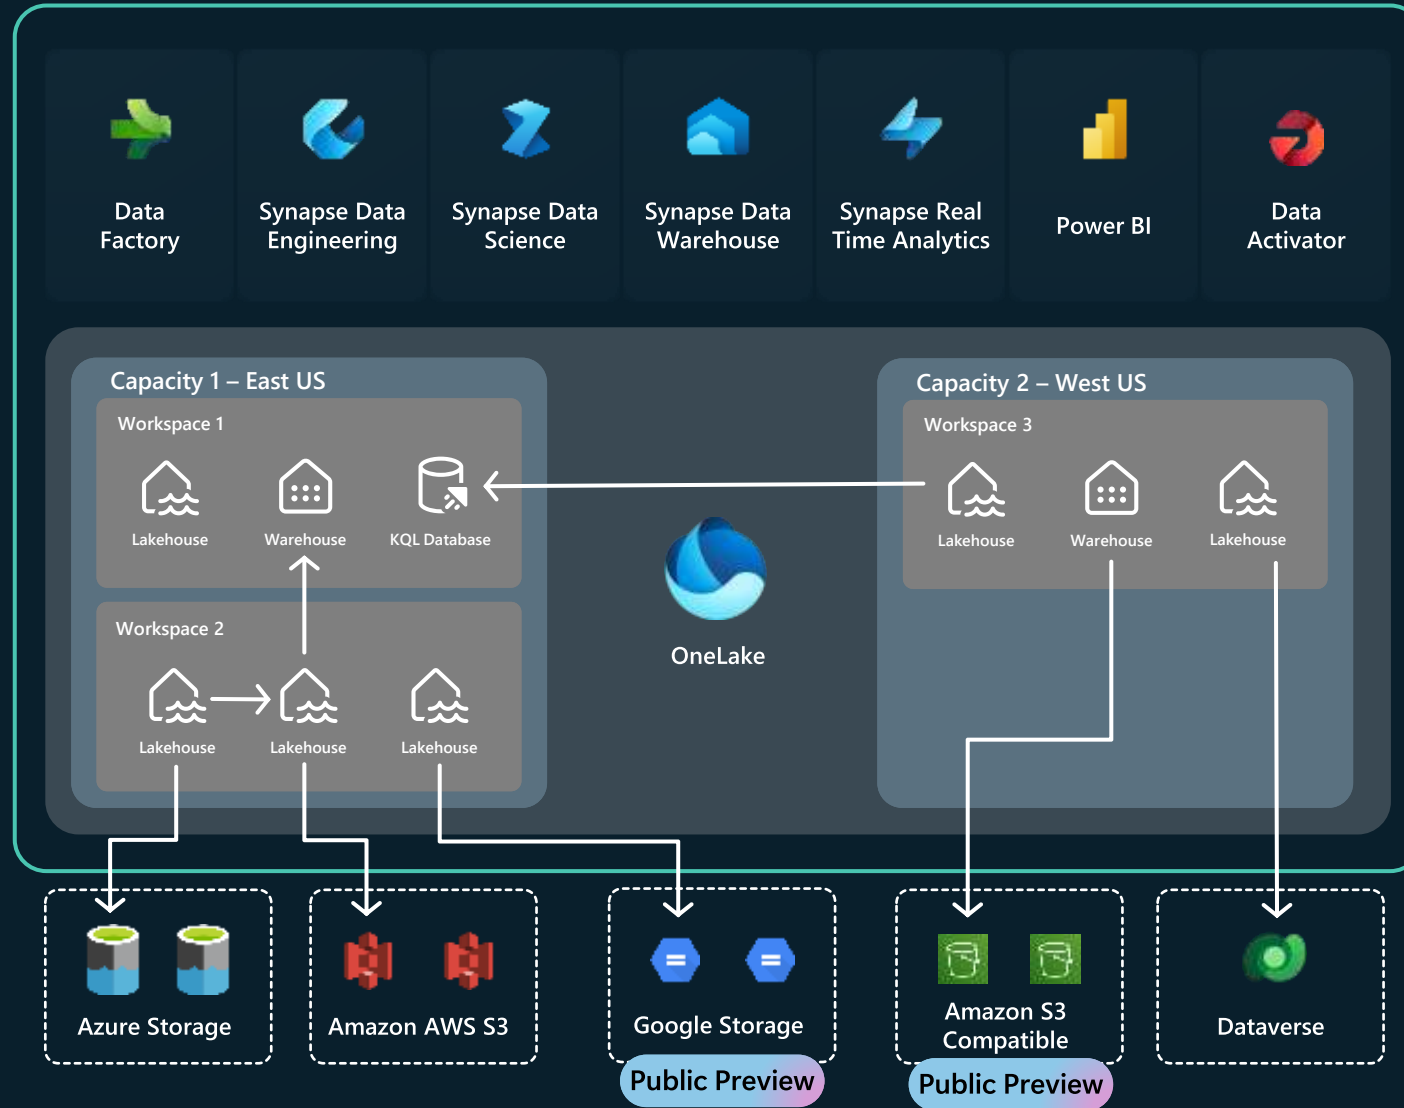 Data
Factory
Synapse Data
Engineering
Synapse Data
Science
Synapse Data
Warehouse
Synapse Real
Time Analytics
Power BI
Data
Activator
Capacity 1 – East US
Workspace 1
Lakehouse
Warehouse
KQL Database
Workspace 2
Lakehouse
Lakehouse
Lakehouse
OneLake
Capacity 2 – West US
Workspace 3
Lakehouse
Warehouse
Lakehouse
Azure Storage
Amazon AWS S3
Google Storage
Public Preview
Amazon S3
Compatible
Public Preview
Dataverse